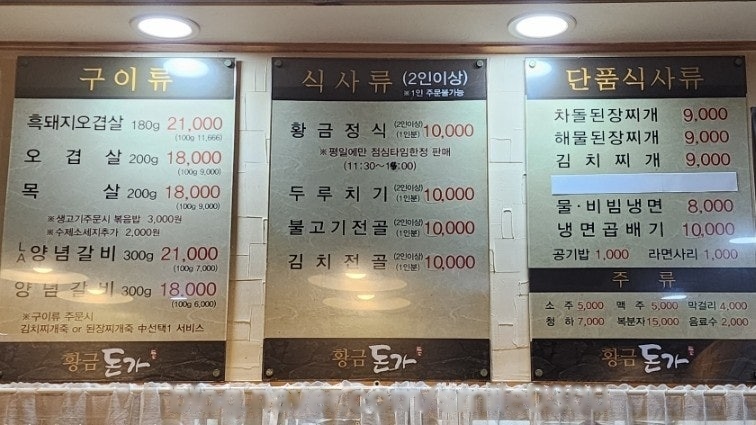 구이류
흑돼지오겹살 180g 21,000
(100g 11,666)
오겹살 200g 18,000
(100g 9,000)
목살 200g 18,000
(100g 9,000)
※생고기주문시 볶음밥 3,000원
※수제소세지추가 2,000원
LA양념갈비 300g 21,000
(100g 7,000)
양념갈비 300g 18,000
(100g 6,000)
※구이류 주문시
김치찌개죽 or 된장찌개죽 中선택1 서비스
황금 돈가
식사류 (2인이상)
※1인 주문불가능
황금정식 (2인이상) (1인분) 10,000
※평일에만 점심타임한정 판매
두루치기 (2인이상) (1인분) 10,000
불고기전골 (2인이상) (1인분) 10,000
김치전골 (2인이상) (1인분) 10,000
황금 돈가
단품식사류
차돌된장찌개 9,000
해물된장찌개 9,000
김치찌개 9,000
물·비빔냉면 8,000
냉면곱배기 10,000
공기밥 1,000 라면사리 1,000
주류
소주 5,000 맥주 5,000 막걸리 4,000
청하 7,000 복분자 15,000 음료수 2,000
황금 돈가